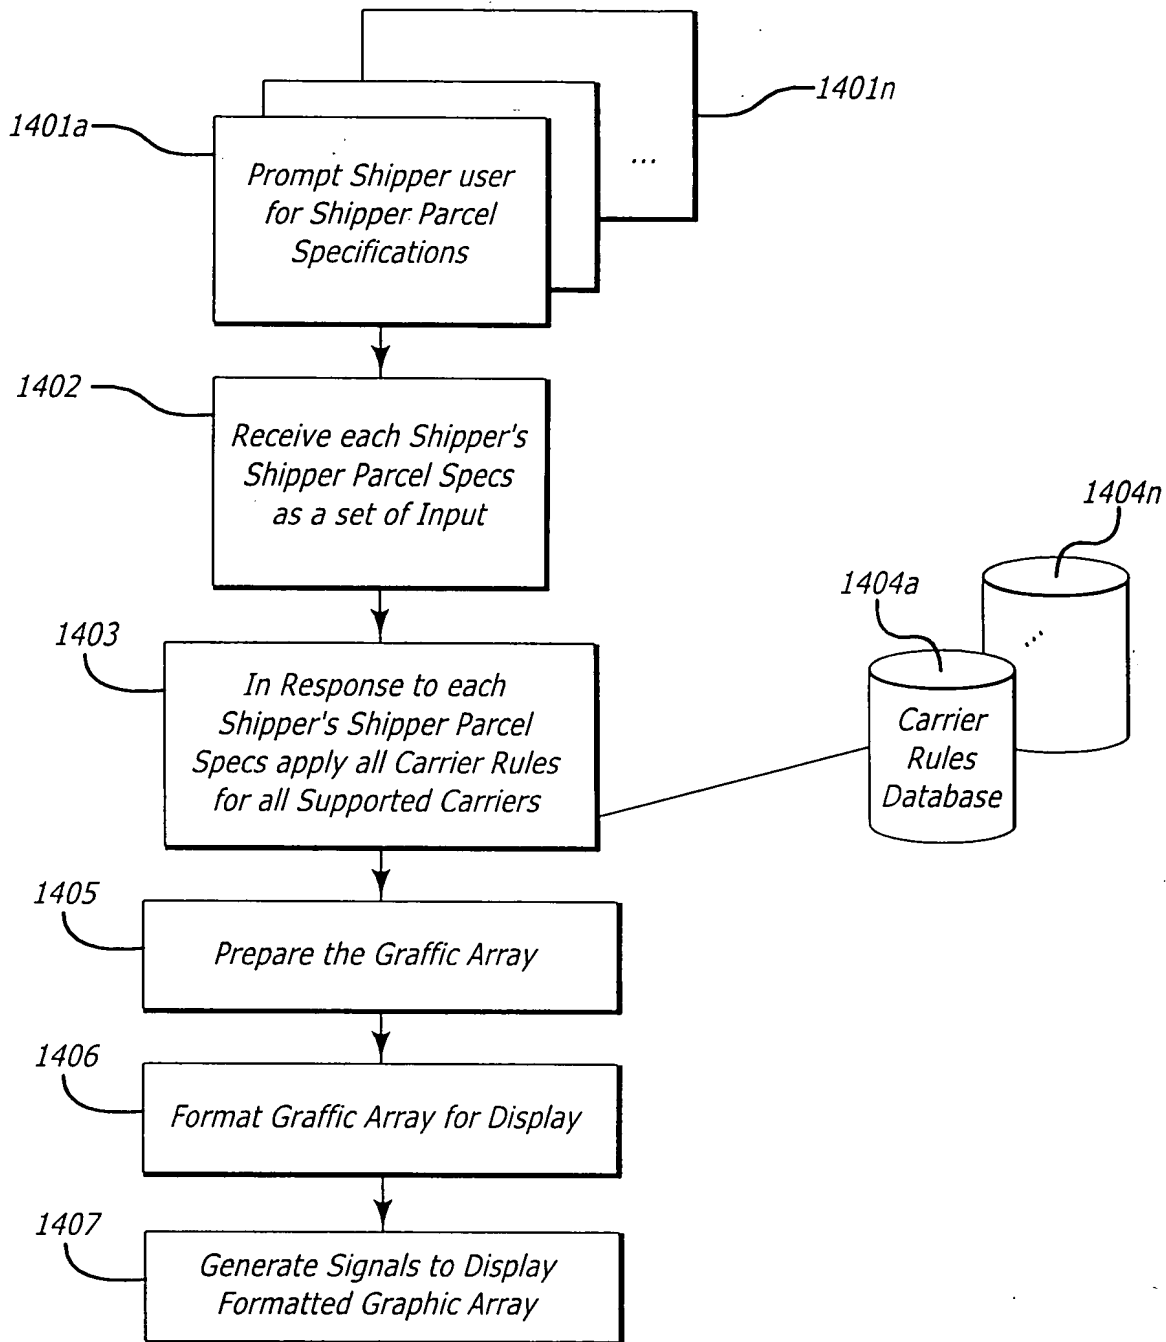 1401n
1401a
...
Prompt Shipper user
for Shipper Parcel
Specifications
1402
Receive each Shipper's
Shipper Parcel Specs
as a set of Input
1404n
1404a
...
Carrier
Rules
Database
1403
In Response to each
Shipper's Shipper Parcel
Specs apply all Carrier Rules
for all Supported Carriers
1405
Prepare the Graffic Array
1406
Format Graffic Array for Display
1407
Generate Signals to Display
Formatted Graphic Array